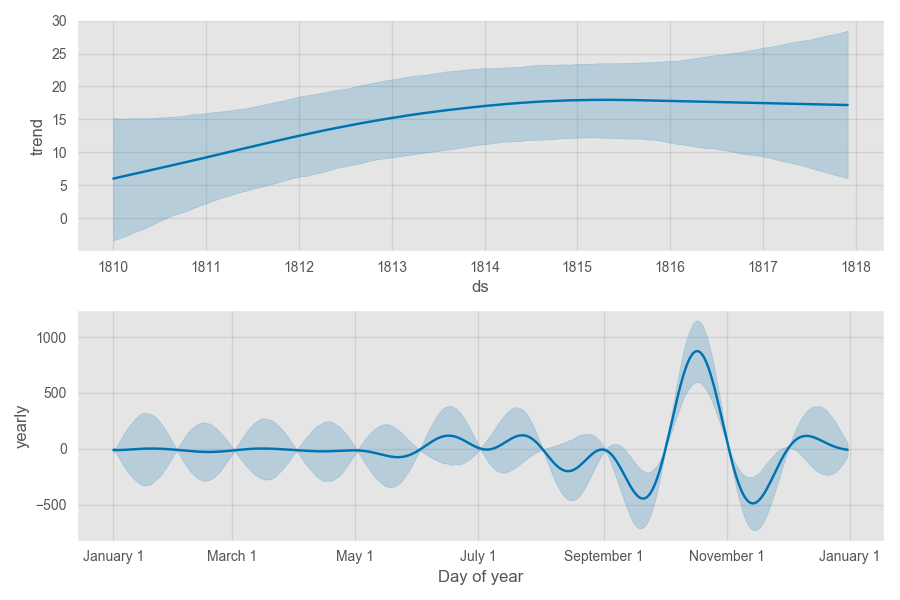 30
25
20
15
10
5
0
trend
1810 1811 1812 1813 1814 1815 1816 1817 1818
ds
1000
500
0
−500
yearly
January 1 March 1 May 1 July 1 September 1 November 1 January 1
Day of year